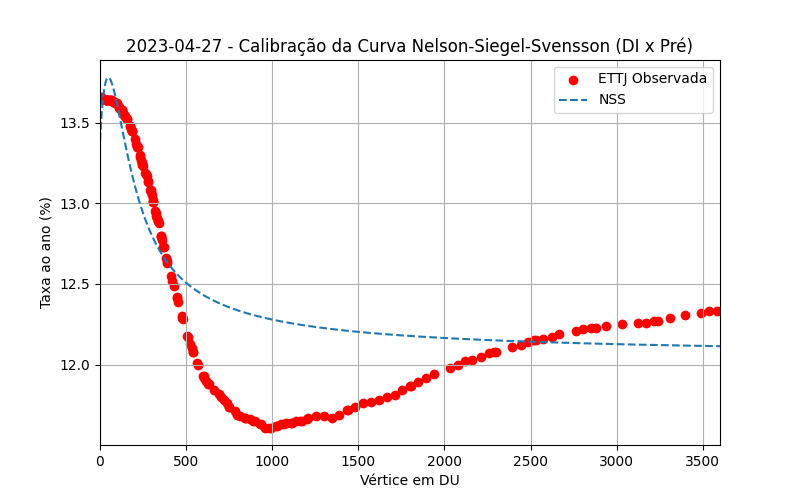 2023-04-27 - Calibração da Curva Nelson-Siegel-Svensson (DI x Pré)
ETTJ Observada
NSS
Taxa ao ano (%)
13.5
13.0
12.5
12.0
0 500 1000 1500 2000 2500 3000 3500
Vértice em DU